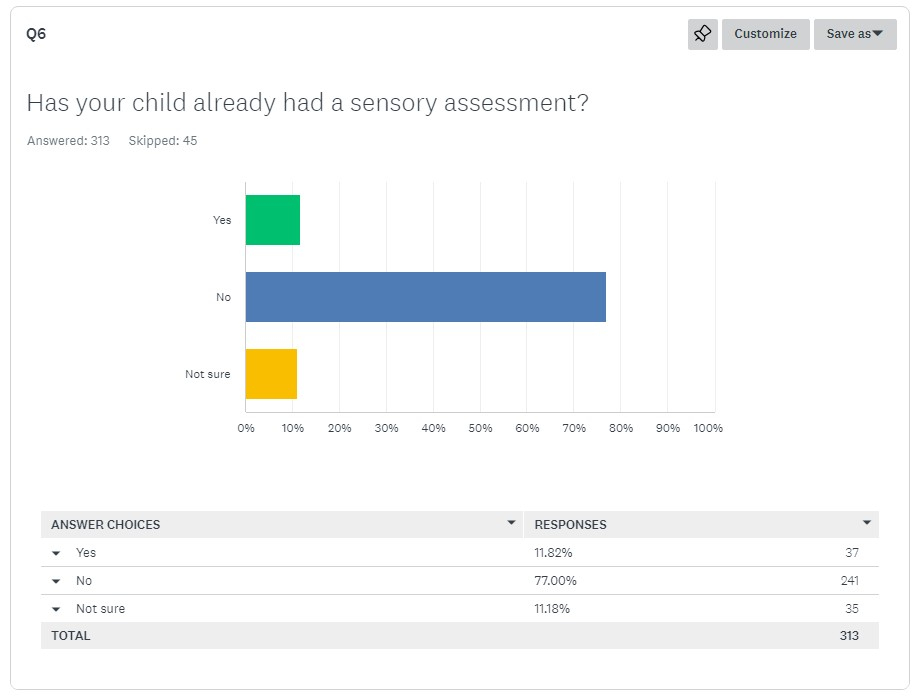 Q6 Customize Save as
Has your child already had a sensory assessment?
Answered: 313 Skipped: 45
Yes
No
Not sure
0% 10% 20% 30% 40% 50% 60% 70% 80% 90% 100%
ANSWER CHOICES RESPONSES
Yes 11.82% 37
No 77.00% 241
Not sure 11.18% 35
TOTAL 313